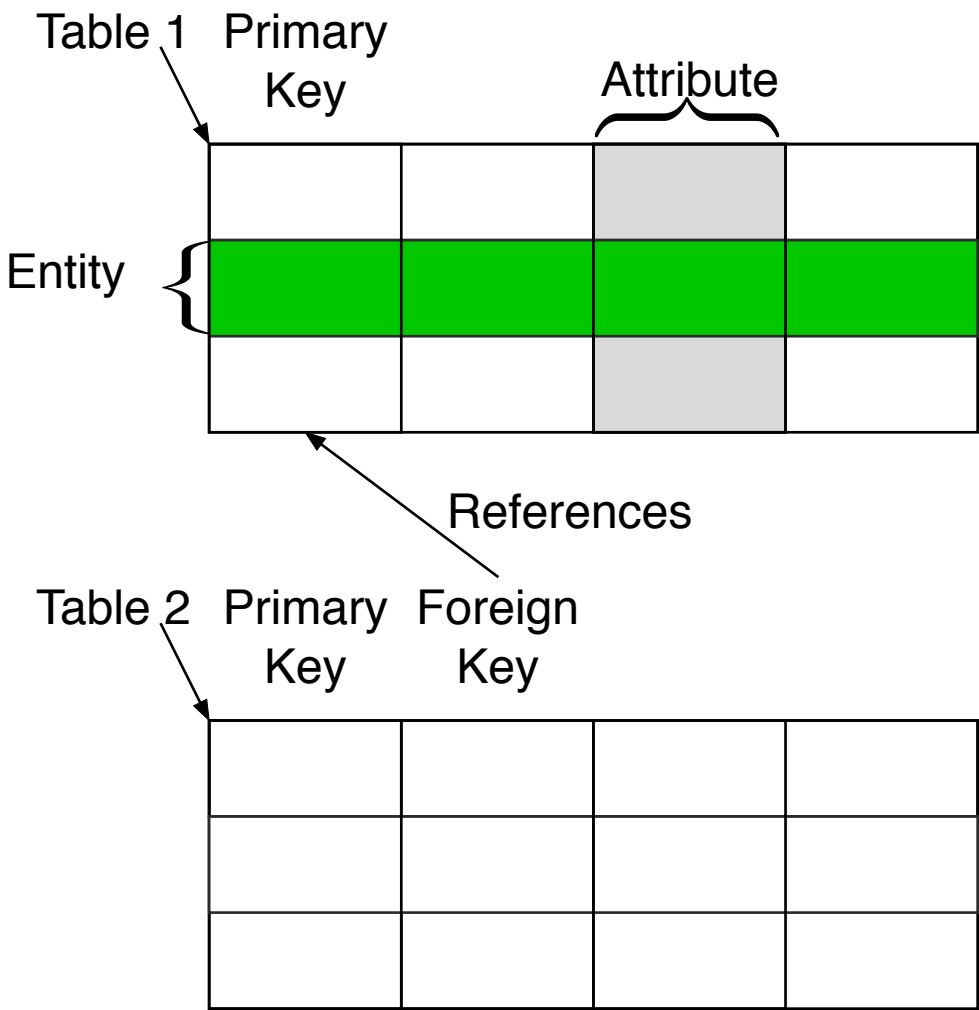 Table 1
Primary
Key
Attribute
Entity
References
Table 2
Primary
Key
Foreign
Key